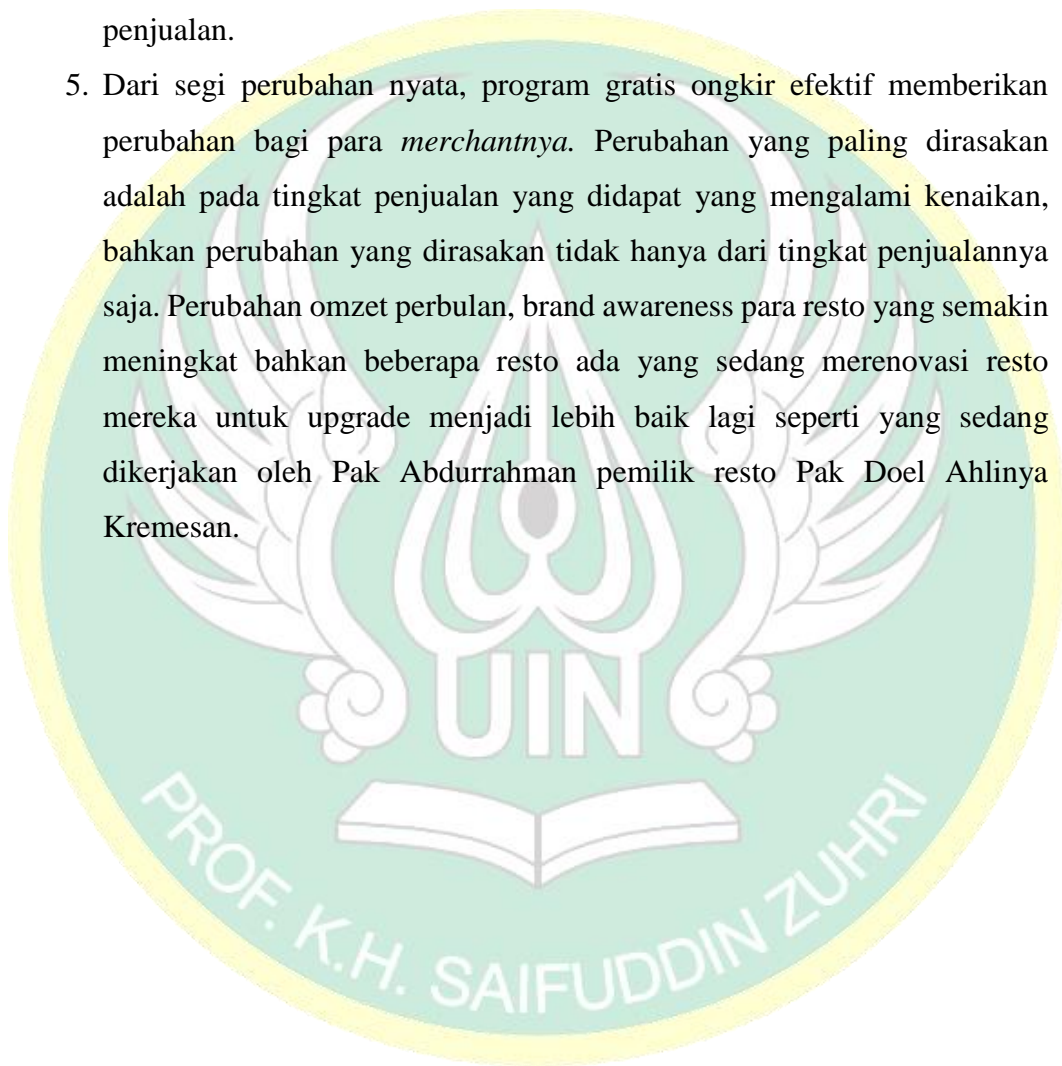 penjualan.
5. Dari segi perubahan nyata, program gratis ongkir efektif memberikan
perubahan bagi para merchantnya. Perubahan yang paling dirasakan
adalah pada tingkat penjualan yang didapat yang mengalami kenaikan,
bahkan perubahan yang dirasakan tidak hanya dari tingkat penjualannya
saja. Perubahan omzet perbulan, brand awareness para resto yang semakin
meningkat bahkan beberapa resto ada yang sedang merenovasi resto
mereka untuk upgrade menjadi lebih baik lagi seperti yang sedang
dikerjakan oleh Pak Abdurrahman pemilik resto Pak Doel Ahlinya
Kremesan.
UIN
PROF. K.H. SAIFUDDIN ZUHRI